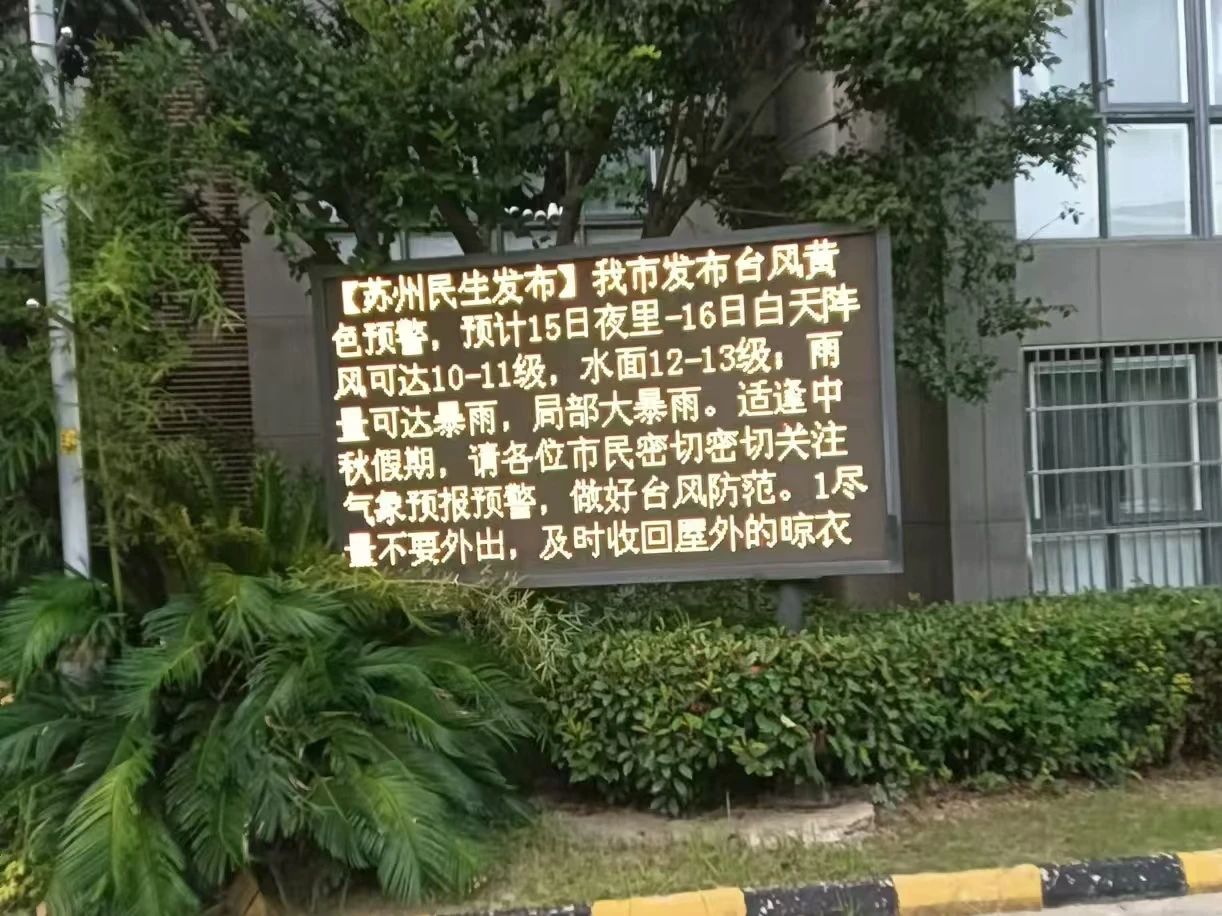 【苏州民生发布】我市发布台风黄
色预警，预计15日夜里-16日白天阵
风可达10-11级，水面12-13级；雨
量可达暴雨，局部大暴雨。适逢中
秋假期，请各位市民密切密切关注
气象预报预警，做好台风防范。1尽
量不要外出，及时收回屋外的晾衣